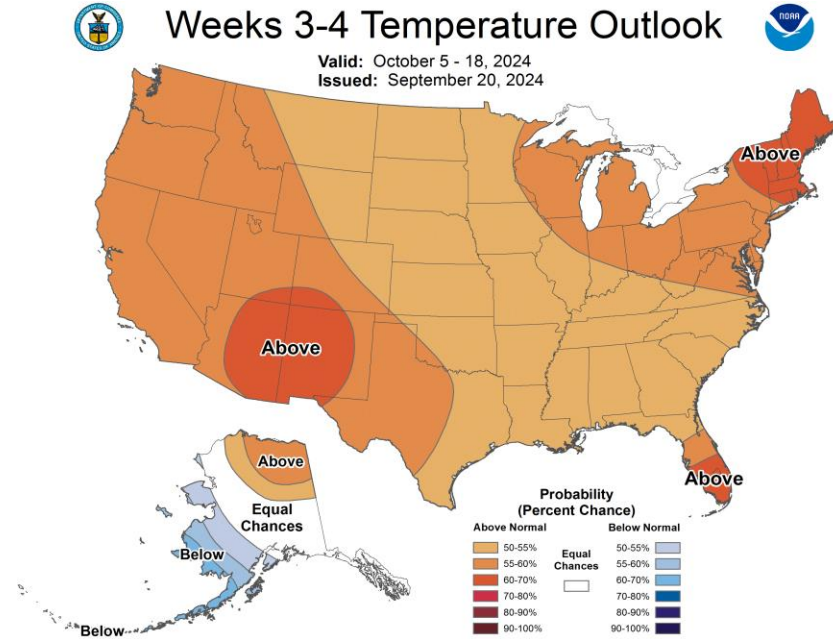 Weeks 3-4 Temperature Outlook
NOAA
Valid: October 5 - 18, 2024
Issued: September 20, 2024
Above
Above
Above
Above
Equal
Chances
Below
Below
Probability
(Percent Chance)
Above Normal
Below Normal
50-55%
55-60%
60-70%
70-80%
80-90%
90-100%
Equal
Chances
50-55%
55-60%
60-70%
70-80%
80-90%
90-100%